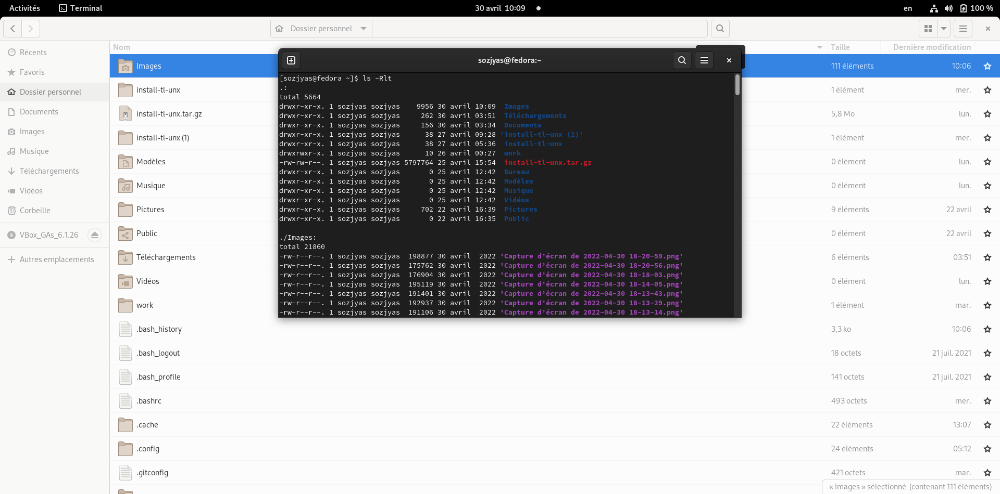 Activités Terminal 30 avril 10:09 en 100 %
Dossier personnel
Récents
Favoris
Dossier personnel
Documents
Images
Musique
Téléchargements
Vidéos
Corbeille
VBox_GAs_6.1.26
Autres emplacements
Nom Taille Dernière modification
Images 111 éléments 10:06
install-tl-unx 1 élément mer.
install-tl-unx.tar.gz 5,8 Mo lun.
install-tl-unx (1) 1 élément mer.
Modèles 0 élément lun.
Musique 0 élément lun.
Pictures 9 éléments 22 avril
Public 0 élément 22 avril
Téléchargements 6 éléments 03:51
Vidéos 0 élément lun.
work 1 élément mar.
.bash_history 3,3 ko 10:06
.bash_logout 18 octets 21 juil. 2021
.bash_profile 141 octets 21 juil. 2021
.bashrc 493 octets mer.
.cache 22 éléments 13:07
.config 24 éléments 05:12
.gitconfig 421 octets mar.
« Images » sélectionné (contenant 111 éléments)
sozjyas@fedora:~
[sozjyas@fedora ~]$ ls -Rlt
.:
total 5664
drwxr-xr-x. 1 sozjyas sozjyas    9956 30 avril 10:09  Images
drwxr-xr-x. 1 sozjyas sozjyas     262 30 avril 03:51  Téléchargements
drwxr-xr-x. 1 sozjyas sozjyas     156 30 avril 03:34  Documents
drwxr-xr-x. 1 sozjyas sozjyas      38 27 avril 09:28 'install-tl-unx (1)'
drwxr-xr-x. 1 sozjyas sozjyas      38 27 avril 05:36  install-tl-unx
drwxrwxr-x. 1 sozjyas sozjyas      10 26 avril 00:27  work
-rw-rw-r--. 1 sozjyas sozjyas 5797764 25 avril 15:54  install-tl-unx.tar.gz
drwxr-xr-x. 1 sozjyas sozjyas       0 25 avril 12:42  Bureau
drwxr-xr-x. 1 sozjyas sozjyas       0 25 avril 12:42  Modèles
drwxr-xr-x. 1 sozjyas sozjyas       0 25 avril 12:42  Musique
drwxr-xr-x. 1 sozjyas sozjyas       0 25 avril 12:42  Vidéos
drwxr-xr-x. 1 sozjyas sozjyas     702 22 avril 16:39  Pictures
drwxr-xr-x. 1 sozjyas sozjyas       0 22 avril 16:35  Public
./Images:
total 21860
-rw-r--r--. 1 sozjyas sozjyas  198877 30 avril  2022 'Capture d’écran de 2022-04-30 18-20-59.png'
-rw-r--r--. 1 sozjyas sozjyas  175762 30 avril  2022 'Capture d’écran de 2022-04-30 18-20-56.png'
-rw-r--r--. 1 sozjyas sozjyas  176904 30 avril  2022 'Capture d’écran de 2022-04-30 18-18-03.png'
-rw-r--r--. 1 sozjyas sozjyas  195119 30 avril  2022 'Capture d’écran de 2022-04-30 18-14-05.png'
-rw-r--r--. 1 sozjyas sozjyas  191401 30 avril  2022 'Capture d’écran de 2022-04-30 18-13-43.png'
-rw-r--r--. 1 sozjyas sozjyas  192937 30 avril  2022 'Capture d’écran de 2022-04-30 18-13-29.png'
-rw-r--r--. 1 sozjyas sozjyas  191106 30 avril  2022 'Capture d’écran de 2022-04-30 18-13-14.png'